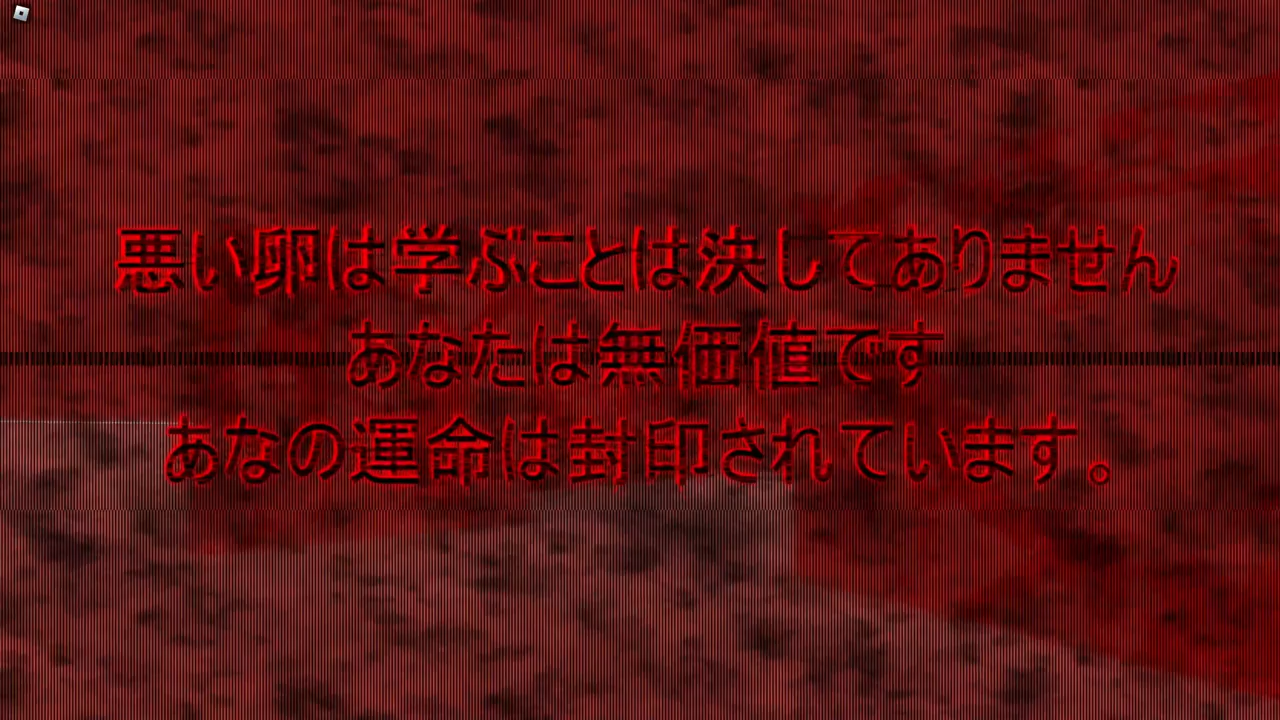 悪い卵は学ぶことは決してありません
あなたは無価値です
あなの運命は封印されています。